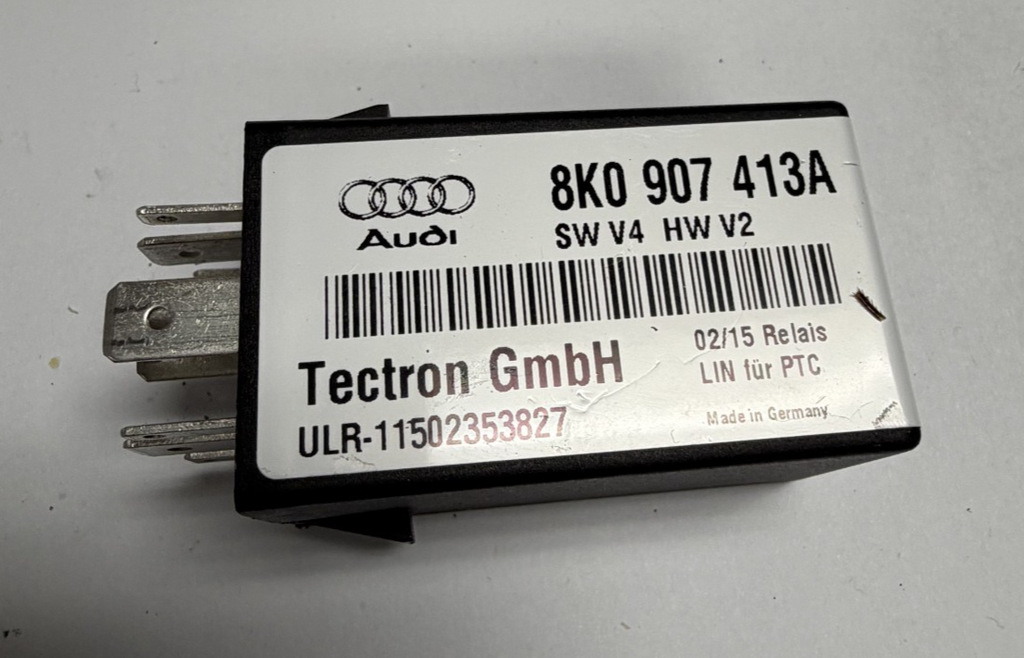 Audi
8K0 907 413A
SW V4 HW V2
Tectron GmbH
ULR-11502353827
02/15 Relais
LIN für PTC
Made in Germany